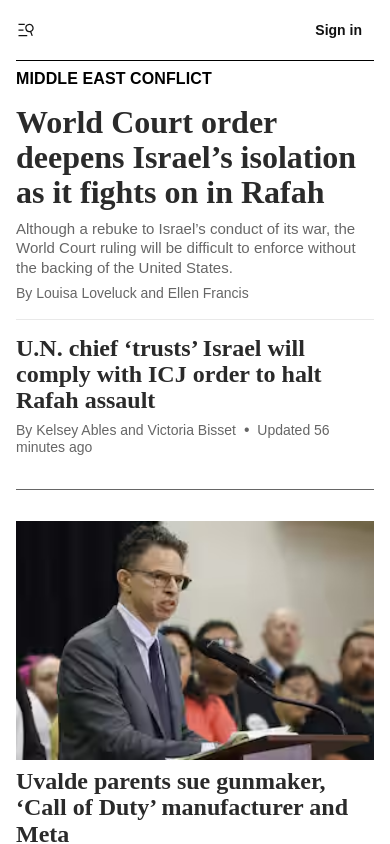 Sign in
MIDDLE EAST CONFLICT
World Court order
deepens Israel’s isolation
as it fights on in Rafah
Although a rebuke to Israel’s conduct of its war, the
World Court ruling will be difficult to enforce without
the backing of the United States.
By Louisa Loveluck and Ellen Francis
U.N. chief ‘trusts’ Israel will
comply with ICJ order to halt
Rafah assault
By Kelsey Ables and Victoria Bisset • Updated 56
minutes ago
Uvalde parents sue gunmaker,
‘Call of Duty’ manufacturer and
Meta